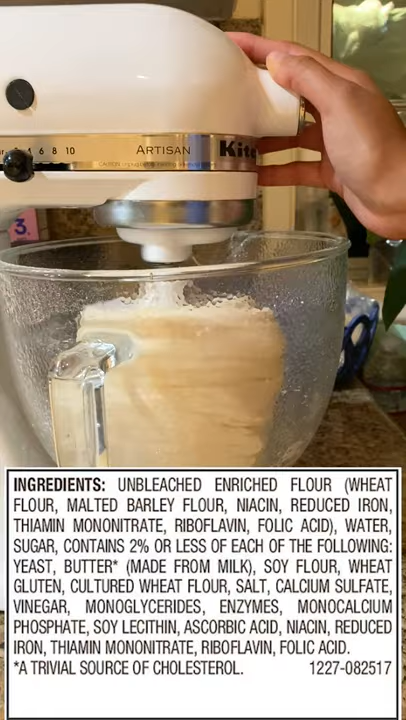 4 6 8 10
ARTISAN
Kit
3.
INGREDIENTS: UNBLEACHED ENRICHED FLOUR (WHEAT
FLOUR, MALTED BARLEY FLOUR, NIACIN, REDUCED IRON,
THIAMIN MONONITRATE, RIBOFLAVIN, FOLIC ACID), WATER,
SUGAR, CONTAINS 2% OR LESS OF EACH OF THE FOLLOWING:
YEAST, BUTTER* (MADE FROM MILK), SOY FLOUR, WHEAT
GLUTEN, CULTURED WHEAT FLOUR, SALT, CALCIUM SULFATE,
VINEGAR, MONOGLYCERIDES, ENZYMES, MONOCALCIUM
PHOSPHATE, SOY LECITHIN, ASCORBIC ACID, NIACIN, REDUCED
IRON, THIAMIN MONONITRATE, RIBOFLAVIN, FOLIC ACID.
*A TRIVIAL SOURCE OF CHOLESTEROL. 1227-082517